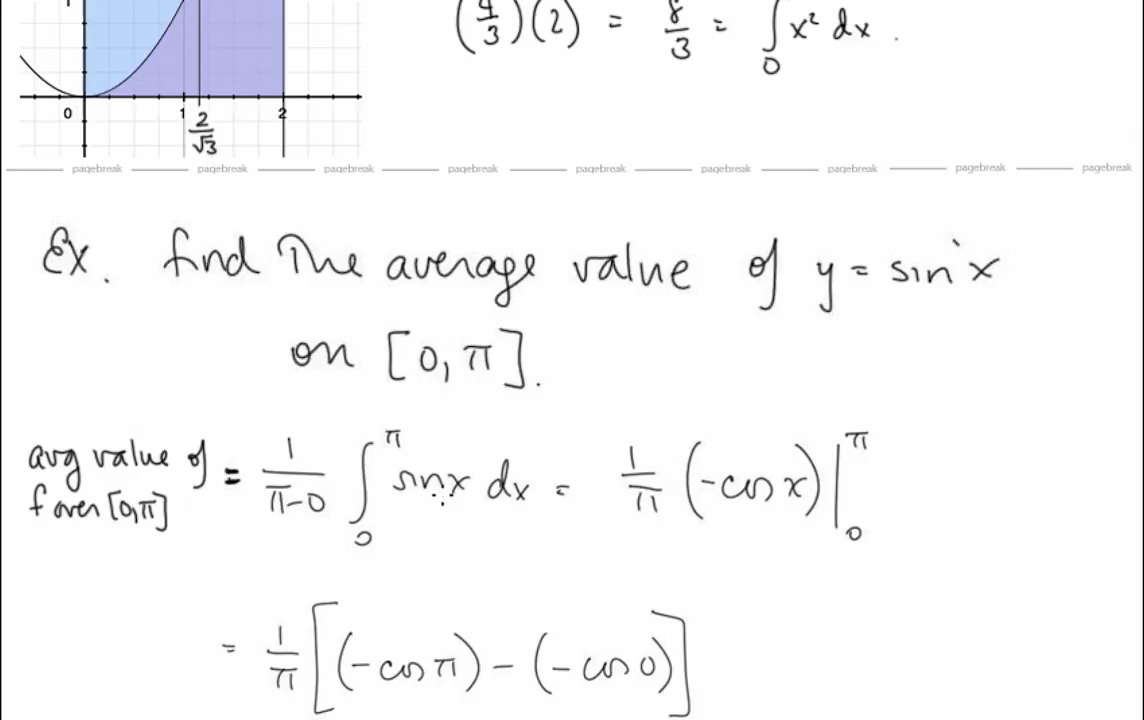 (4/3)(2) = 8/3 = ∫₀ x² dx .
0 1 2/√3 2
pagebreak pagebreak pagebreak pagebreak pagebreak pagebreak pagebreak pagebreak pagebreak
Ex. find The average value of y = sin x
on [0, π].
avg value of f over [0,π] = 1/(π-0) ∫₀^π sinx dx = 1/π (-cos x)|₀^π
= 1/π [(-cos π) - (-cos 0)]